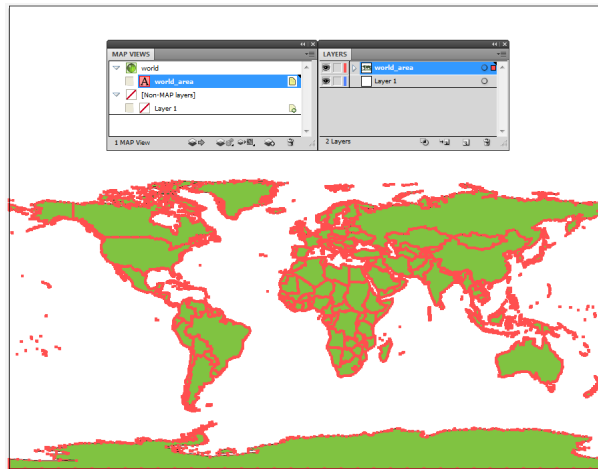 MAP VIEWS
world
A world_area
[Non-MAP layers]
Layer 1
1 MAP View
LAYERS
world_area
Layer 1
2 Layers